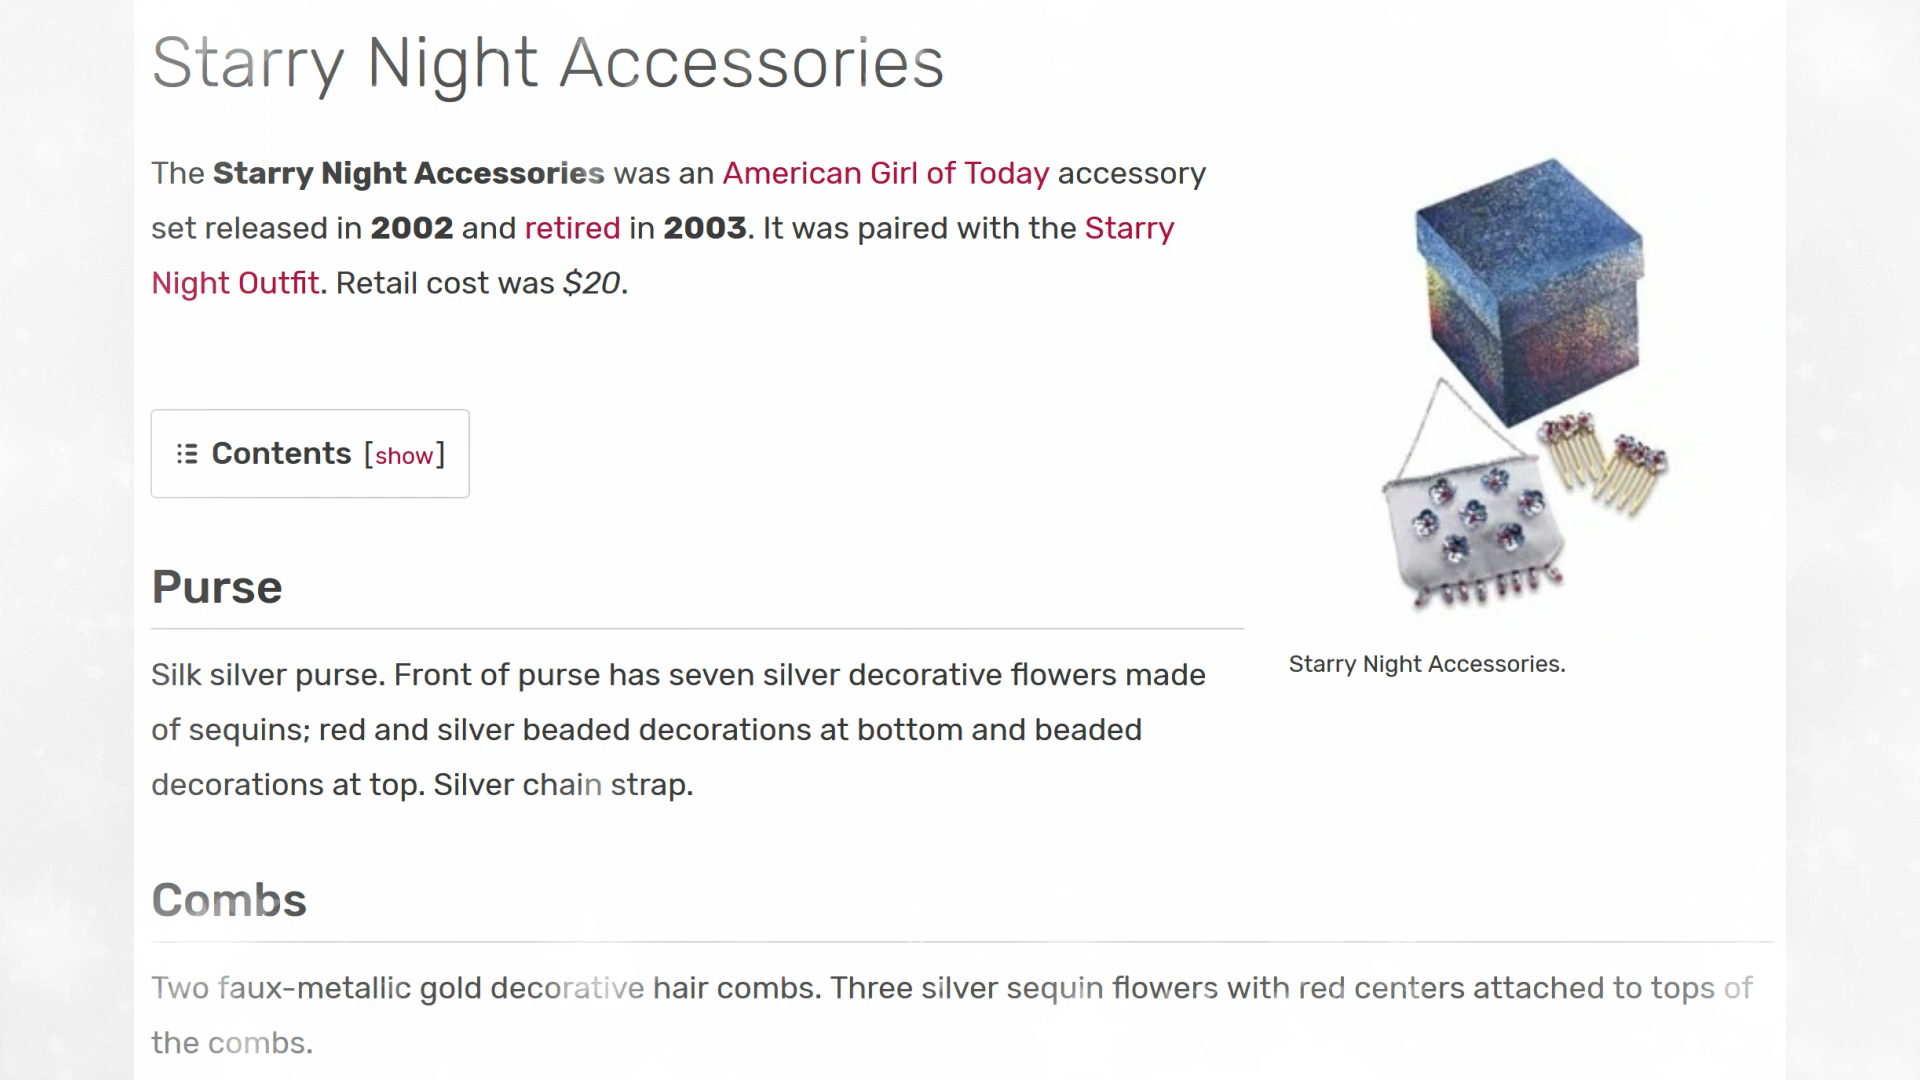 Starry Night Accessories
The Starry Night Accessories was an American Girl of Today accessory
set released in 2002 and retired in 2003. It was paired with the Starry
Night Outfit. Retail cost was $20.
Contents [show]
Purse
Silk silver purse. Front of purse has seven silver decorative flowers made
of sequins; red and silver beaded decorations at bottom and beaded
decorations at top. Silver chain strap.
Starry Night Accessories.
Combs
Two faux-metallic gold decorative hair combs. Three silver sequin flowers with red centers attached to tops of
the combs.